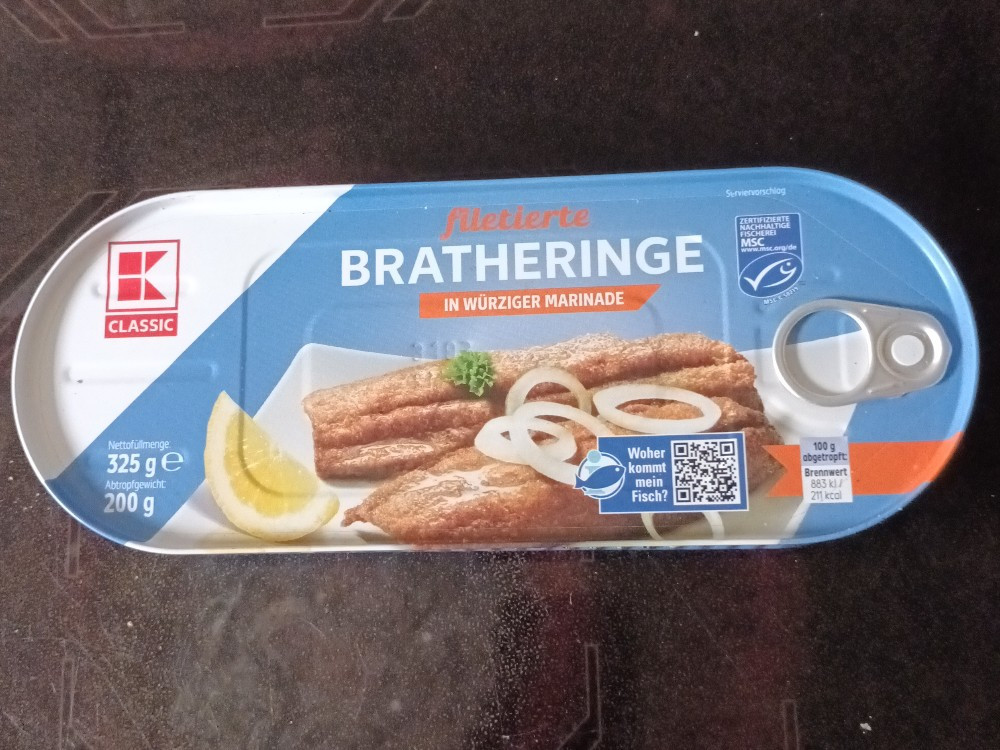 Serviervorschlag
filetierte
BRATHERINGE
IN WÜRZIGER MARINADE
K
CLASSIC
ZERTIFIZIERTE
NACHHALTIGE
FISCHEREI
MSC
www.msc.org/de
Nettofüllmenge:
325 g ℮
Abtropfgewicht:
200 g
Woher
kommt
mein
Fisch?
100 g
abgetropft:
Brennwert
883 kJ/
211 kcal